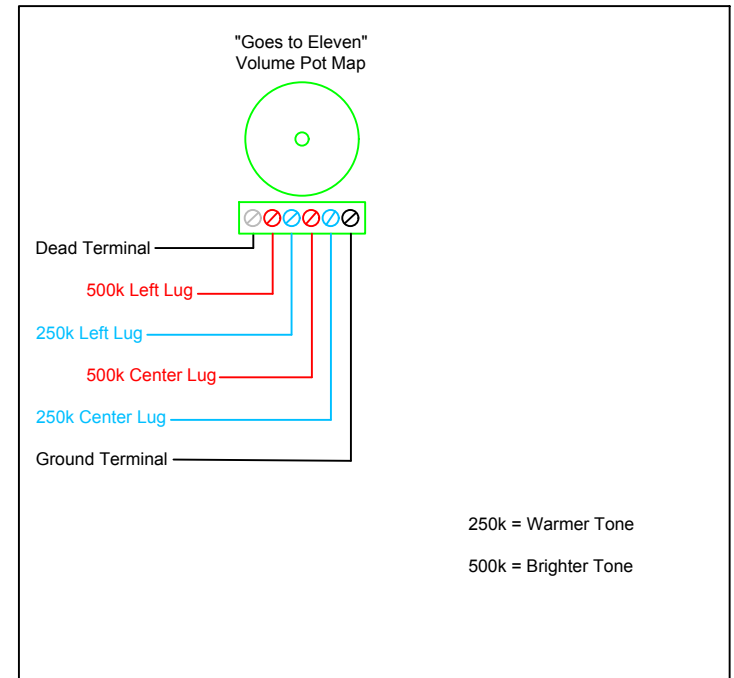 "Goes to Eleven"
Volume Pot Map
Dead Terminal
500k Left Lug
250k Left Lug
500k Center Lug
250k Center Lug
Ground Terminal
250k = Warmer Tone
500k = Brighter Tone